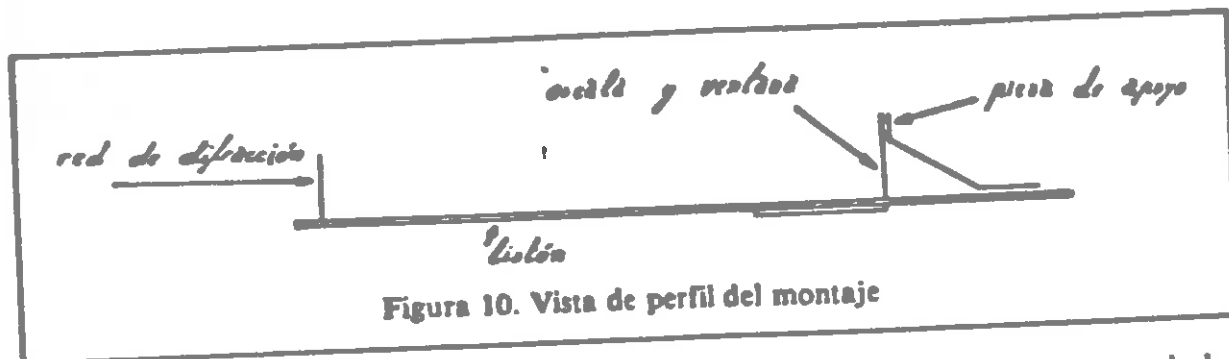 escala y ventana
pieza de apoyo
red de difracción
listón
Figura 10. Vista de perfil del montaje